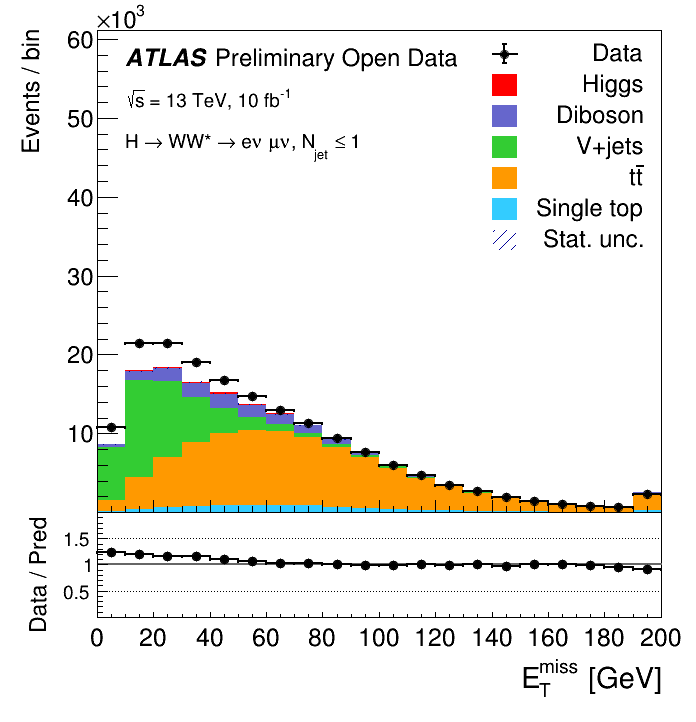 ×10³
60
50
40
30
20
10
Events / bin
ATLAS Preliminary Open Data
√s = 13 TeV, 10 fb⁻¹
H → WW* → eν μν, N_jet ≤ 1
Data
Higgs
Diboson
V+jets
tt̄
Single top
Stat. unc.
Data / Pred
1.5
1
0.5
0 20 40 60 80 100 120 140 160 180 200
E_T^miss [GeV]